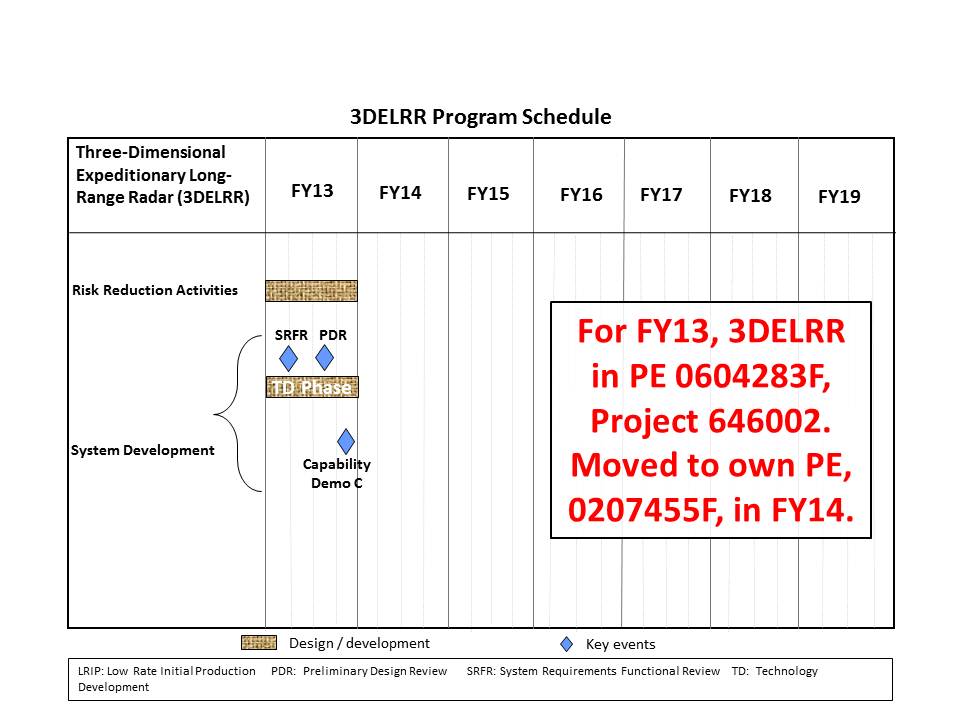 3DELRR Program Schedule
Three-Dimensional
Expeditionary Long-
Range Radar (3DELRR)
FY13
FY14
FY15
FY16
FY17
FY18
FY19
Risk Reduction Activities
SRFR PDR
TD Phase
System Development
Capability
Demo C
For FY13, 3DELRR
in PE 0604283F,
Project 646002.
Moved to own PE,
0207455F, in FY14.
Design / development
Key events
LRIP: Low Rate Initial Production PDR: Preliminary Design Review SRFR: System Requirements Functional Review TD: Technology
Development